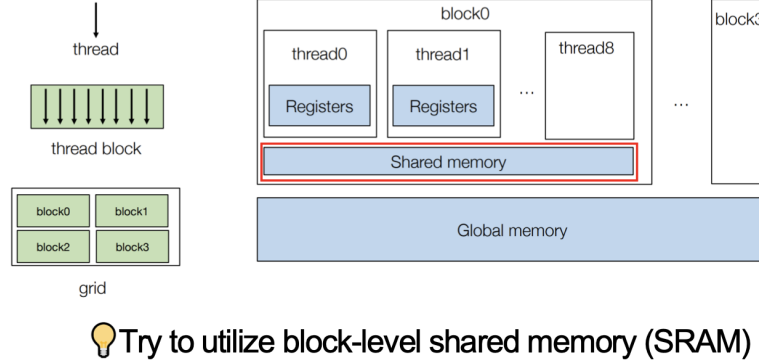 thread
thread block
block0 block1
block2 block3
grid
block0
thread0 thread1 ... thread8
Registers Registers
Shared memory
...
block3
Global memory
Try to utilize block-level shared memory (SRAM)